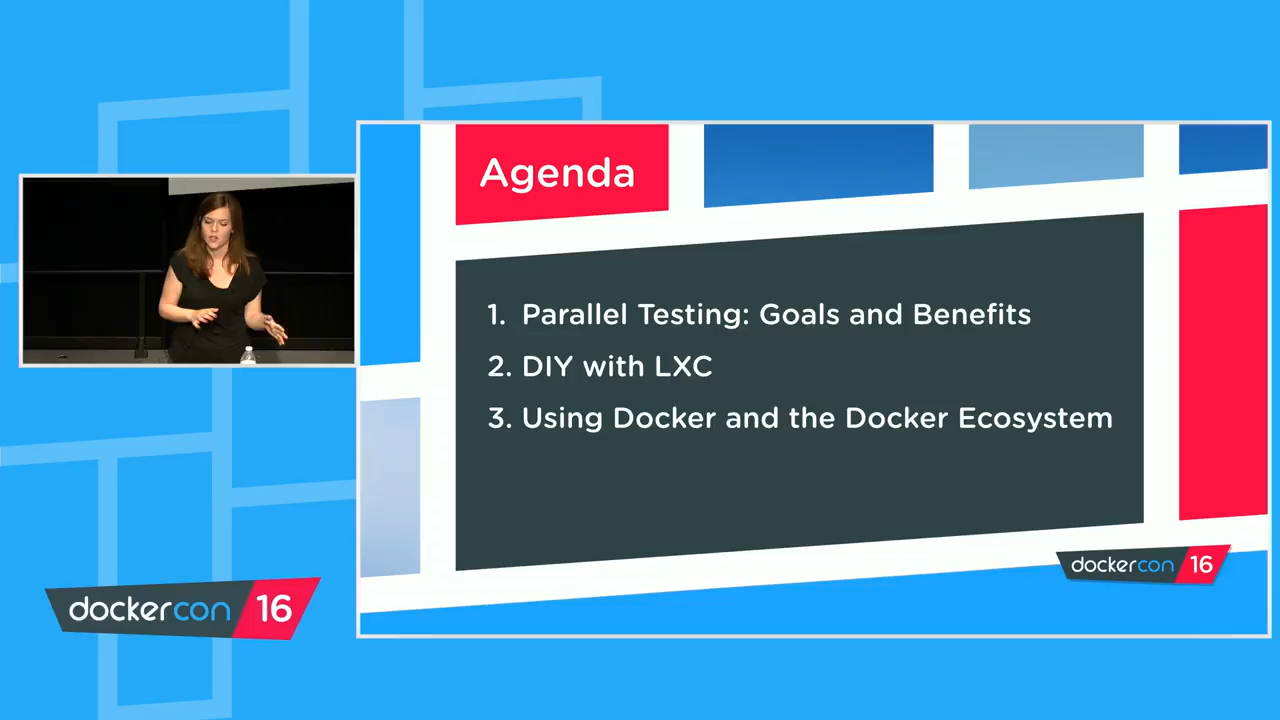 Agenda
1. Parallel Testing: Goals and Benefits
2. DIY with LXC
3. Using Docker and the Docker Ecosystem
dockercon 16
dockercon 16